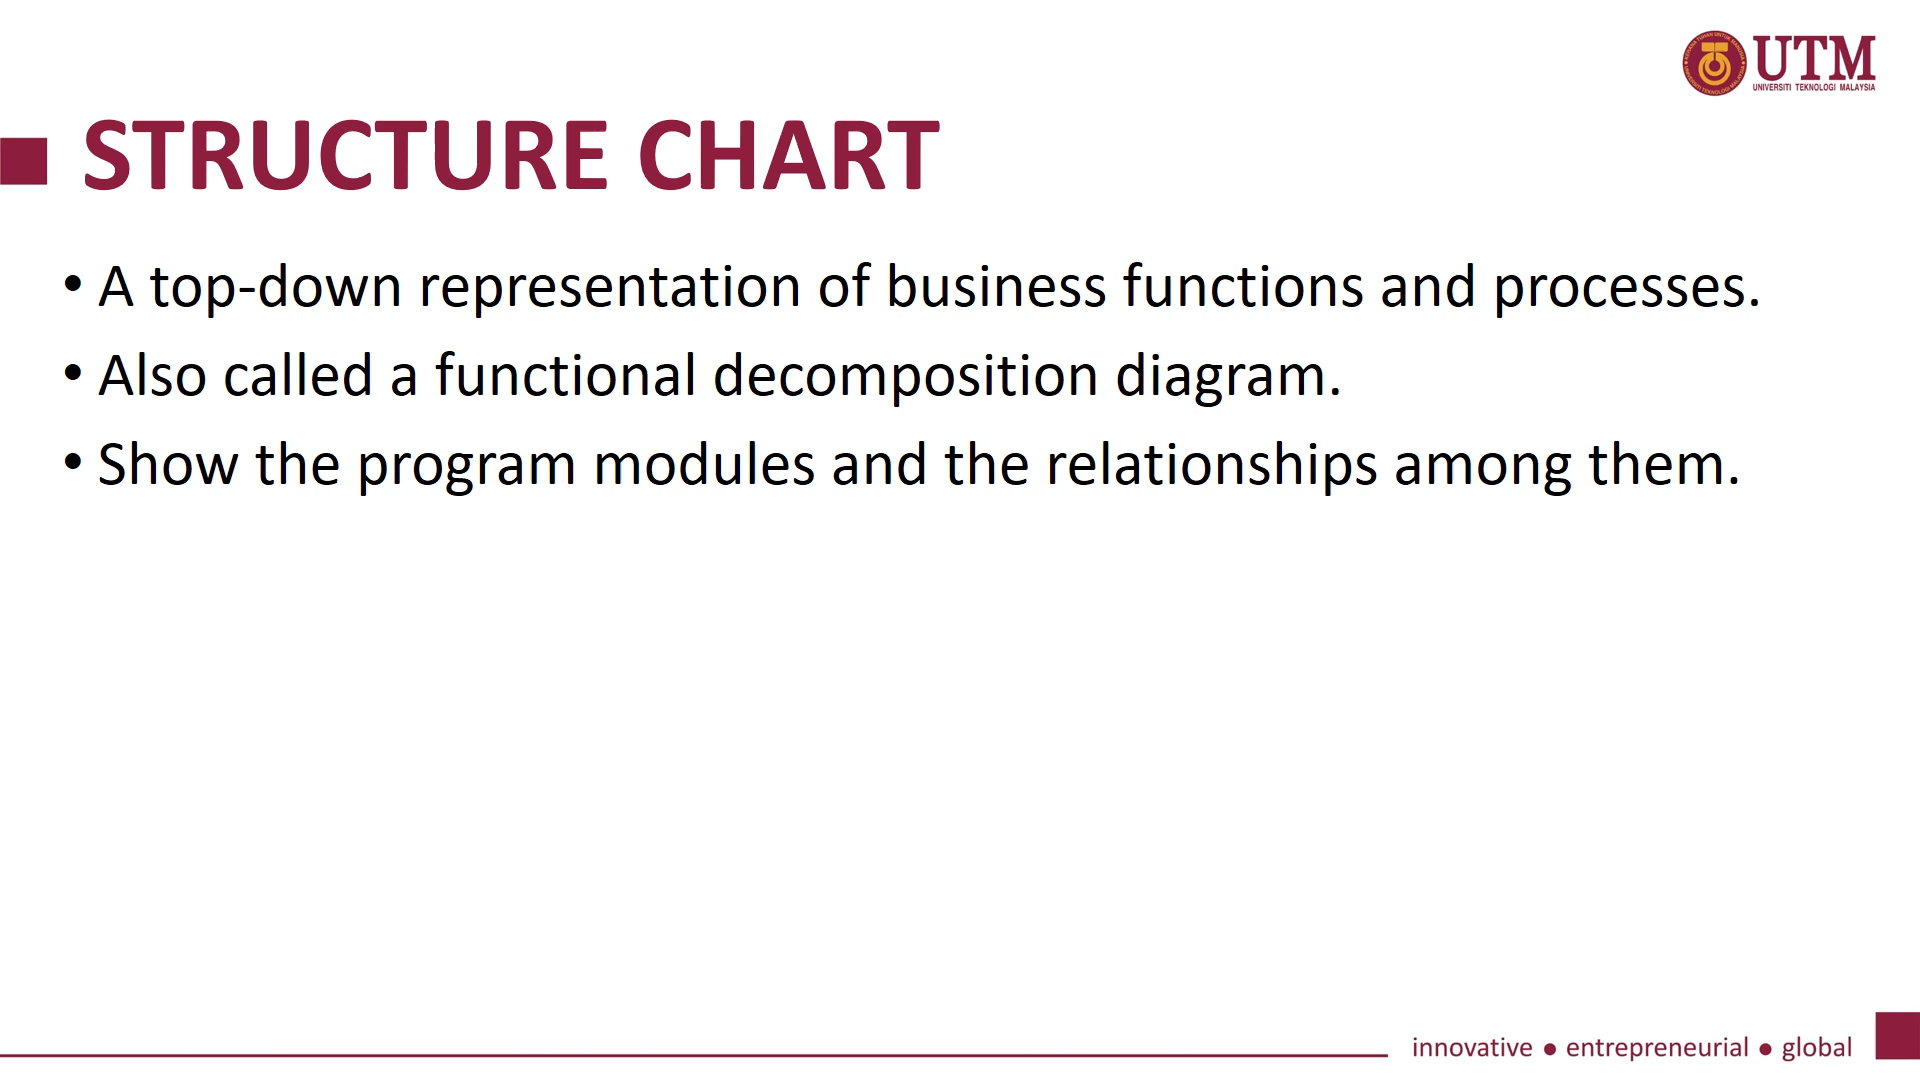 UTM
UNIVERSITI TEKNOLOGI MALAYSIA
STRUCTURE CHART
• A top-down representation of business functions and processes.
• Also called a functional decomposition diagram.
• Show the program modules and the relationships among them.
innovative ● entrepreneurial ● global